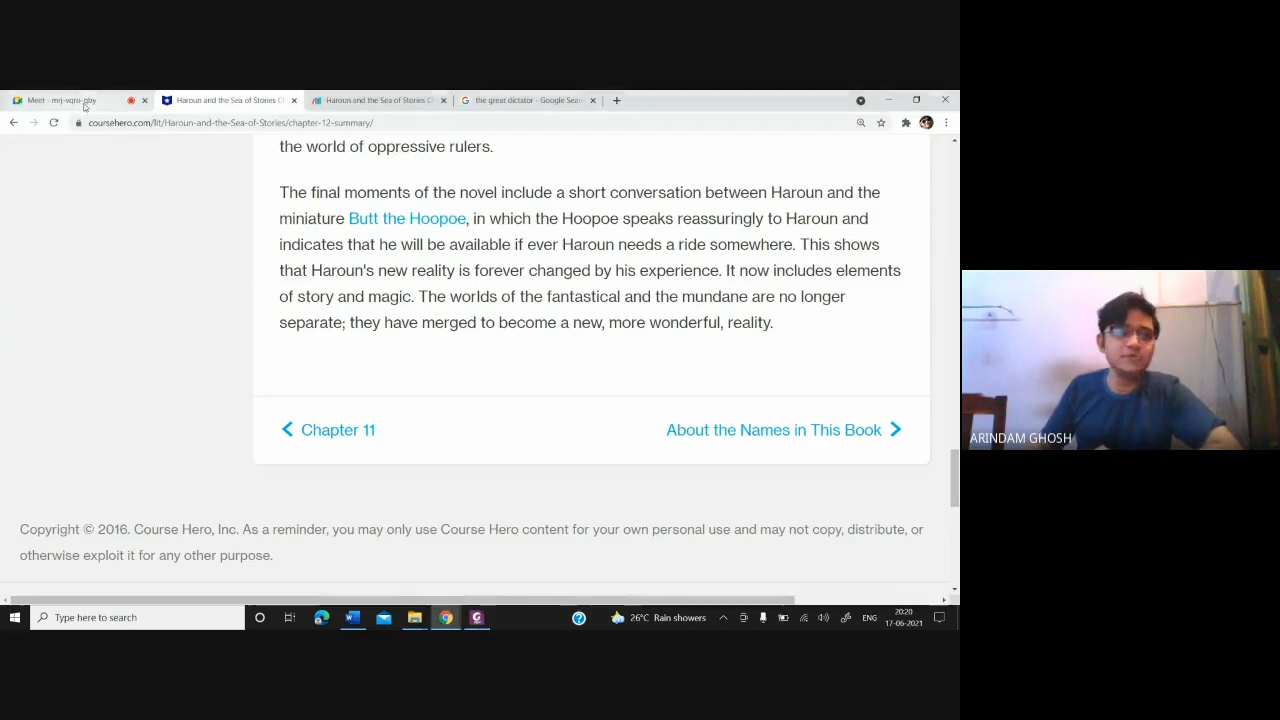 Meet - mrj-vqro-pby
Haroun and the Sea of Stories C
Haroun and the Sea of Stories C
the great dictator - Google Sear
coursehero.com/lit/Haroun-and-the-Sea-of-Stories/chapter-12-summary/
the world of oppressive rulers.
The final moments of the novel include a short conversation between Haroun and the
miniature Butt the Hoopoe, in which the Hoopoe speaks reassuringly to Haroun and
indicates that he will be available if ever Haroun needs a ride somewhere. This shows
that Haroun's new reality is forever changed by his experience. It now includes elements
of story and magic. The worlds of the fantastical and the mundane are no longer
separate; they have merged to become a new, more wonderful, reality.
Chapter 11
About the Names in This Book
ARINDAM GHOSH
Copyright © 2016. Course Hero, Inc. As a reminder, you may only use Course Hero content for your own personal use and may not copy, distribute, or
otherwise exploit it for any other purpose.
Type here to search
26°C Rain showers
ENG
20:20
17-06-2021